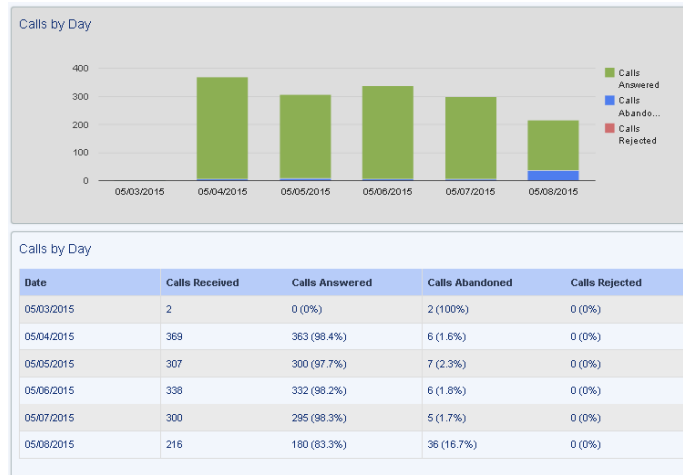 Calls by Day
400
300
200
100
0
05/03/2015 05/04/2015 05/05/2015 05/06/2015 05/07/2015 05/08/2015
Calls
Answered
Calls
Abando...
Calls
Rejected
Calls by Day
Date Calls Received Calls Answered Calls Abandoned Calls Rejected
05/03/2015 2 0 (0%) 2 (100%) 0 (0%)
05/04/2015 369 363 (98.4%) 6 (1.6%) 0 (0%)
05/05/2015 307 300 (97.7%) 7 (2.3%) 0 (0%)
05/06/2015 338 332 (98.2%) 6 (1.8%) 0 (0%)
05/07/2015 300 295 (98.3%) 5 (1.7%) 0 (0%)
05/08/2015 216 180 (83.3%) 36 (16.7%) 0 (0%)